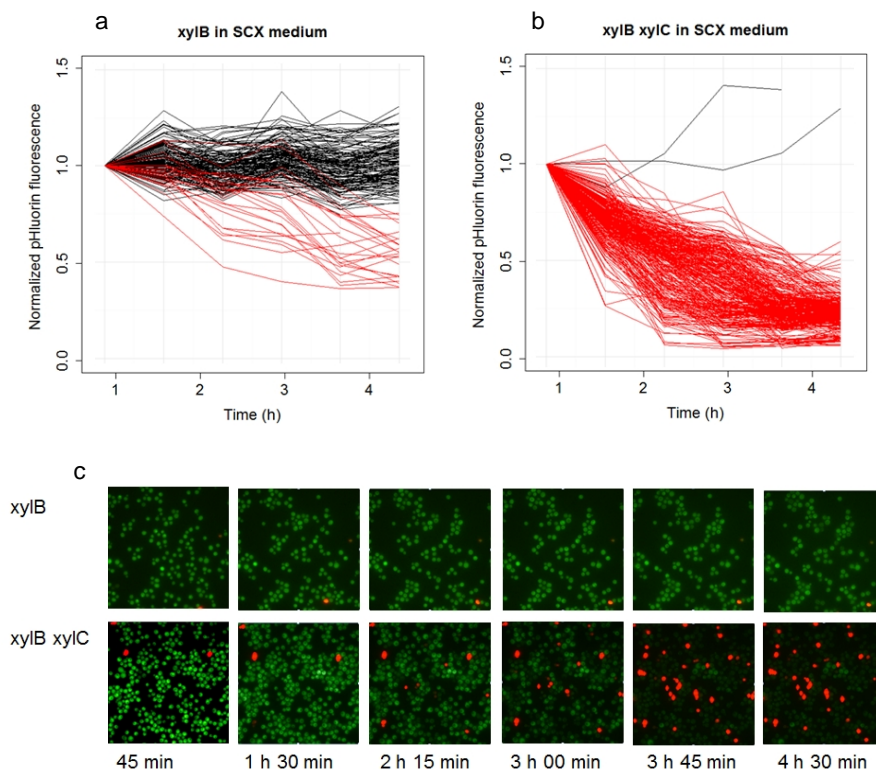 a
xylB in SCX medium
Normalized pHluorin fluorescence
1.5
1.0
0.5
0.0
1 2 3 4
Time (h)
b
xylB xylC in SCX medium
Normalized pHluorin fluorescence
1.5
1.0
0.5
0.0
1 2 3 4
Time (h)
c
xylB
xylB xylC
45 min 1 h 30 min 2 h 15 min 3 h 00 min 3 h 45 min 4 h 30 min